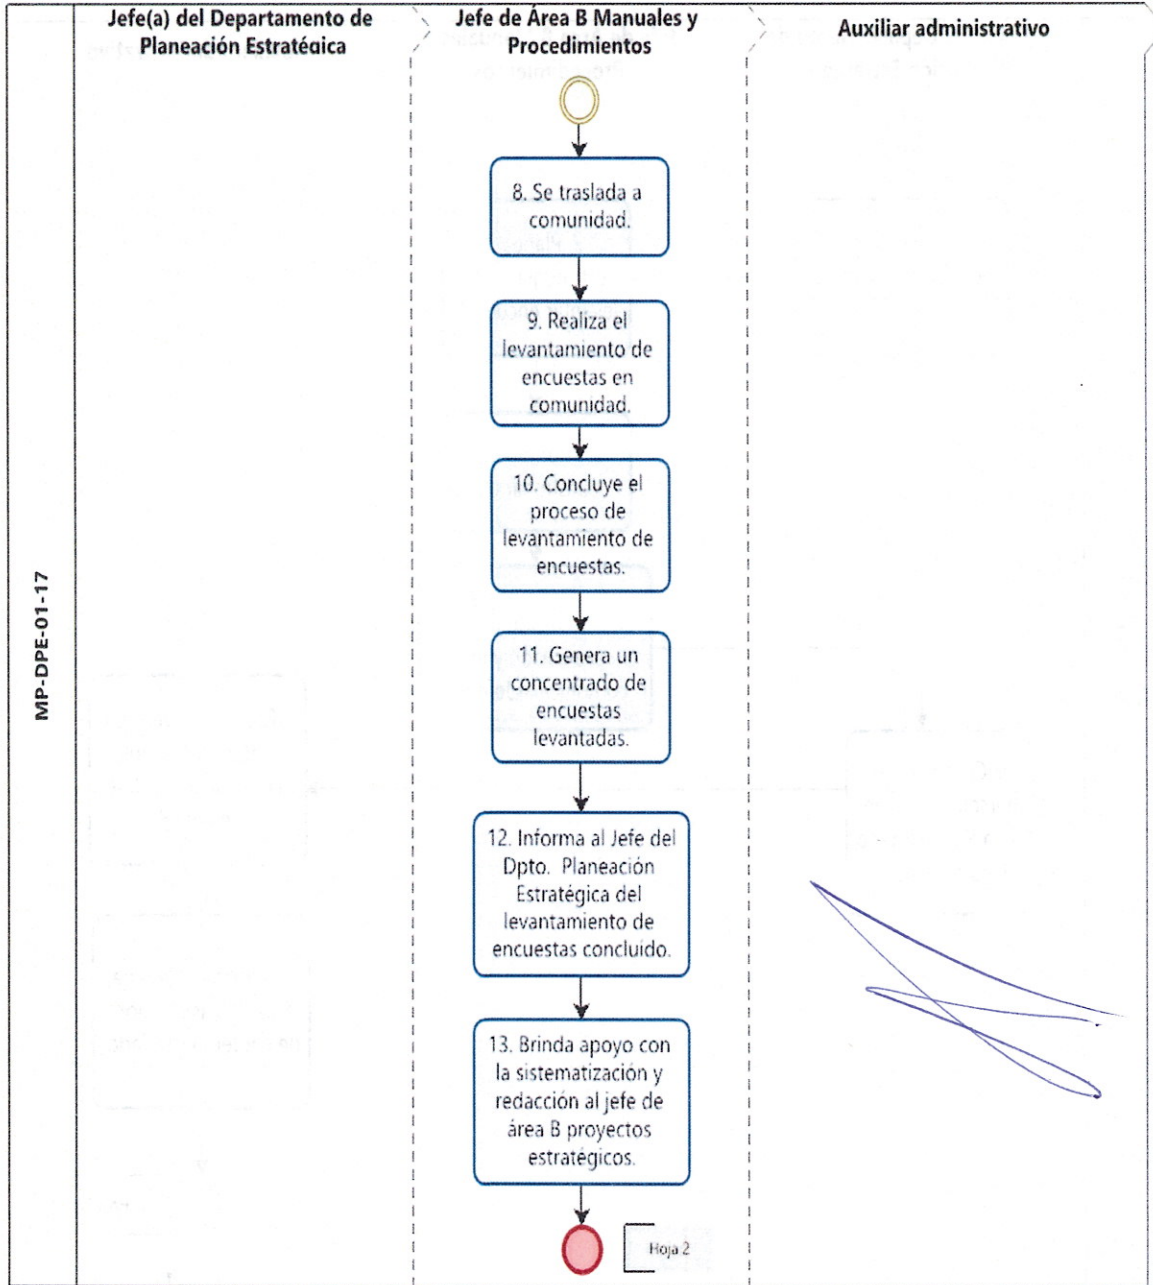 Jefe(a) del Departamento de
Planeación Estratégica
Jefe de Área B Manuales y
Procedimientos
Auxiliar administrativo
MP-DPE-01-17
8. Se traslada a
comunidad.
9. Realiza el
levantamiento de
encuestas en
comunidad.
10. Concluye el
proceso de
levantamiento de
encuestas.
11. Genera un
concentrado de
encuestas
levantadas.
12. Informa al Jefe del
Dpto. Planeación
Estratégica del
levantamiento de
encuestas concluido.
13. Brinda apoyo con
la sistematización y
redacción al jefe de
área B proyectos
estratégicos.
Hoja 2